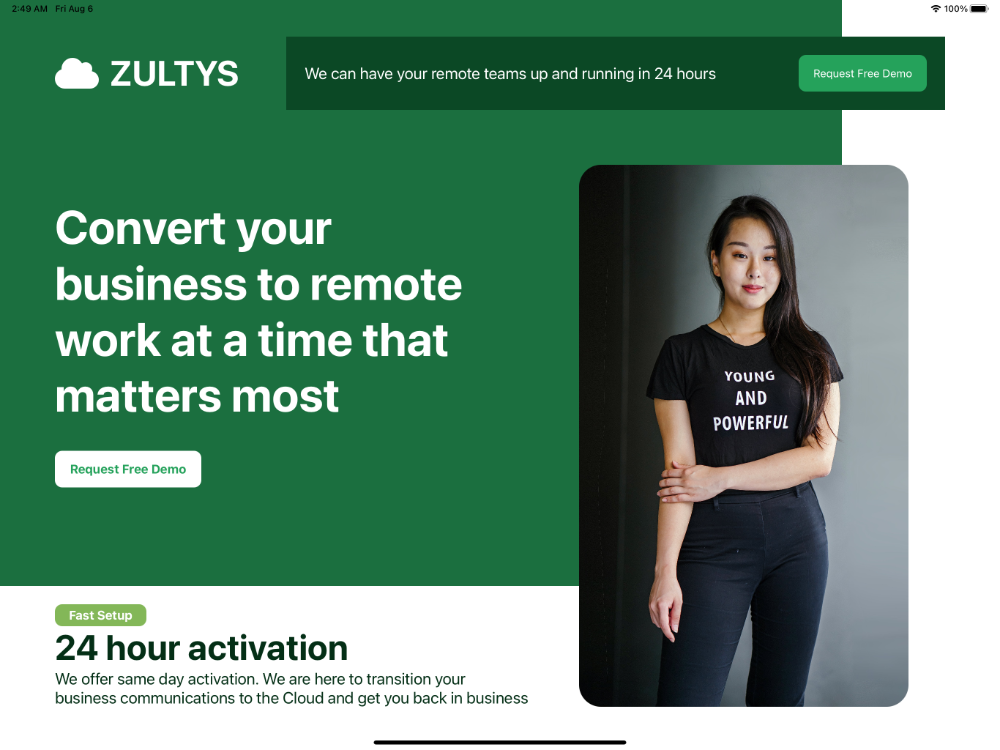 2:49 AM Fri Aug 6
100%
ZULTYS
We can have your remote teams up and running in 24 hours
Request Free Demo
Convert your
business to remote
work at a time that
matters most
Request Free Demo
YOUNG
AND
POWERFUL
Fast Setup
24 hour activation
We offer same day activation. We are here to transition your
business communications to the Cloud and get you back in business